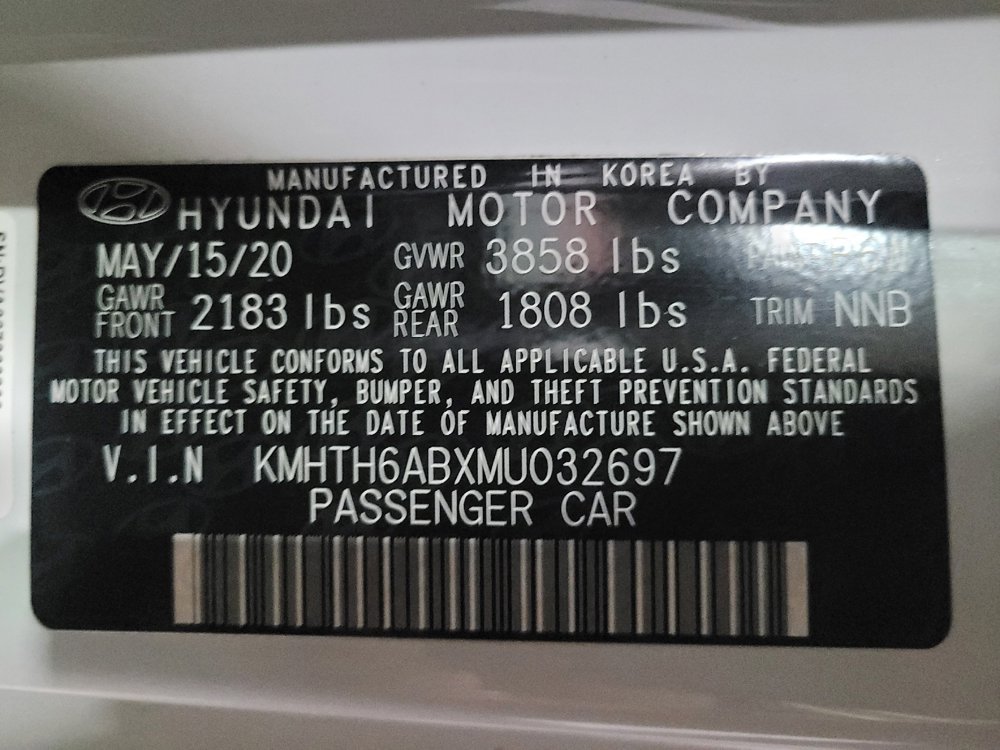 MANUFACTURED IN KOREA BY
HYUNDAI MOTOR COMPANY
MAY/15/20 GVWR 3858 lbs
GAWR FRONT 2183 lbs GAWR REAR 1808 lbs TRIM NNB
THIS VEHICLE CONFORMS TO ALL APPLICABLE U.S.A. FEDERAL
MOTOR VEHICLE SAFETY, BUMPER, AND THEFT PREVENTION STANDARDS
IN EFFECT ON THE DATE OF MANUFACTURE SHOWN ABOVE
V.I.N KMHTH6ABXMU032697
PASSENGER CAR